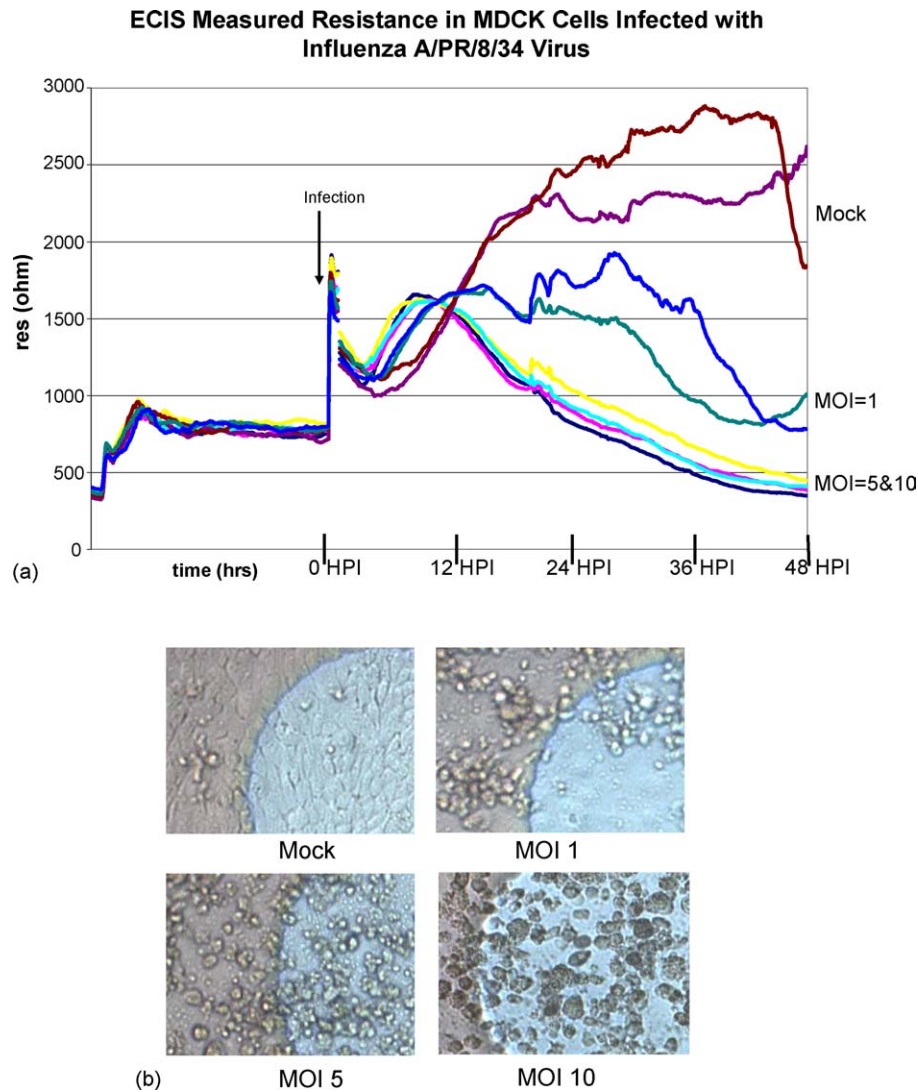 ECIS Measured Resistance in MDCK Cells Infected with
Influenza A/PR/8/34 Virus
3000
2500
2000
1500
1000
500
0
res (ohm)
Infection
Mock
MOI=1
MOI=5&10
(a)
time (hrs)
0 HPI
12 HPI
24 HPI
36 HPI
48 HPI
Mock
MOI 1
MOI 5
MOI 10
(b)